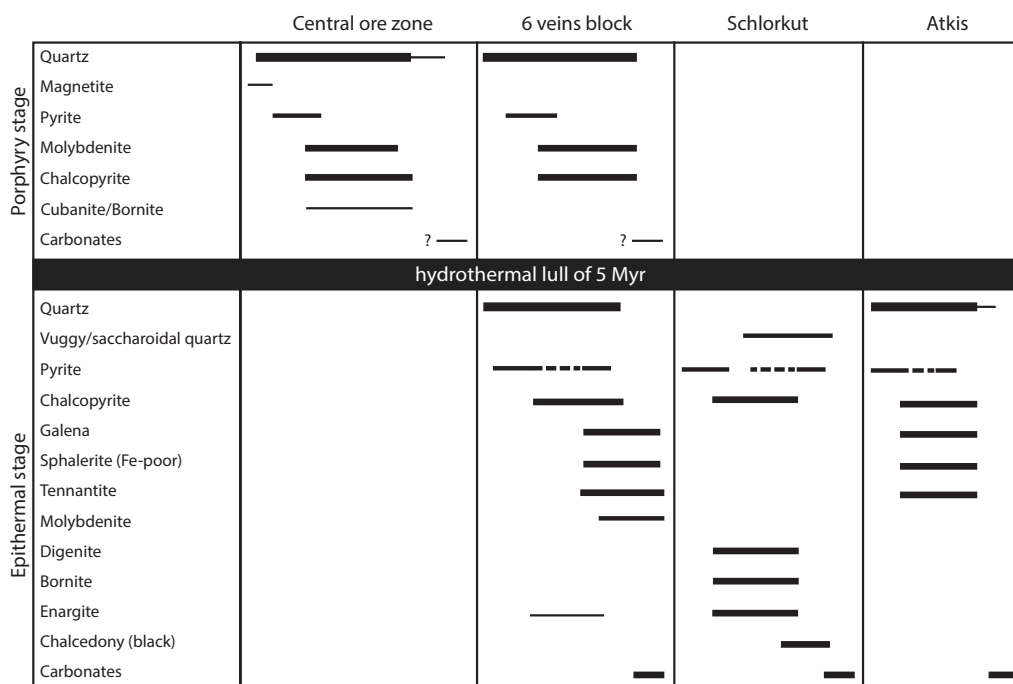 Central ore zone 6 veins block Schlorkut Atkis
Porphyry stage
Quartz
Magnetite
Pyrite
Molybdenite
Chalcopyrite
Cubanite/Bornite
Carbonates ? ?
hydrothermal lull of 5 Myr
Epithermal stage
Quartz
Vuggy/saccharoidal quartz
Pyrite
Chalcopyrite
Galena
Sphalerite (Fe-poor)
Tennantite
Molybdenite
Digenite
Bornite
Enargite
Chalcedony (black)
Carbonates